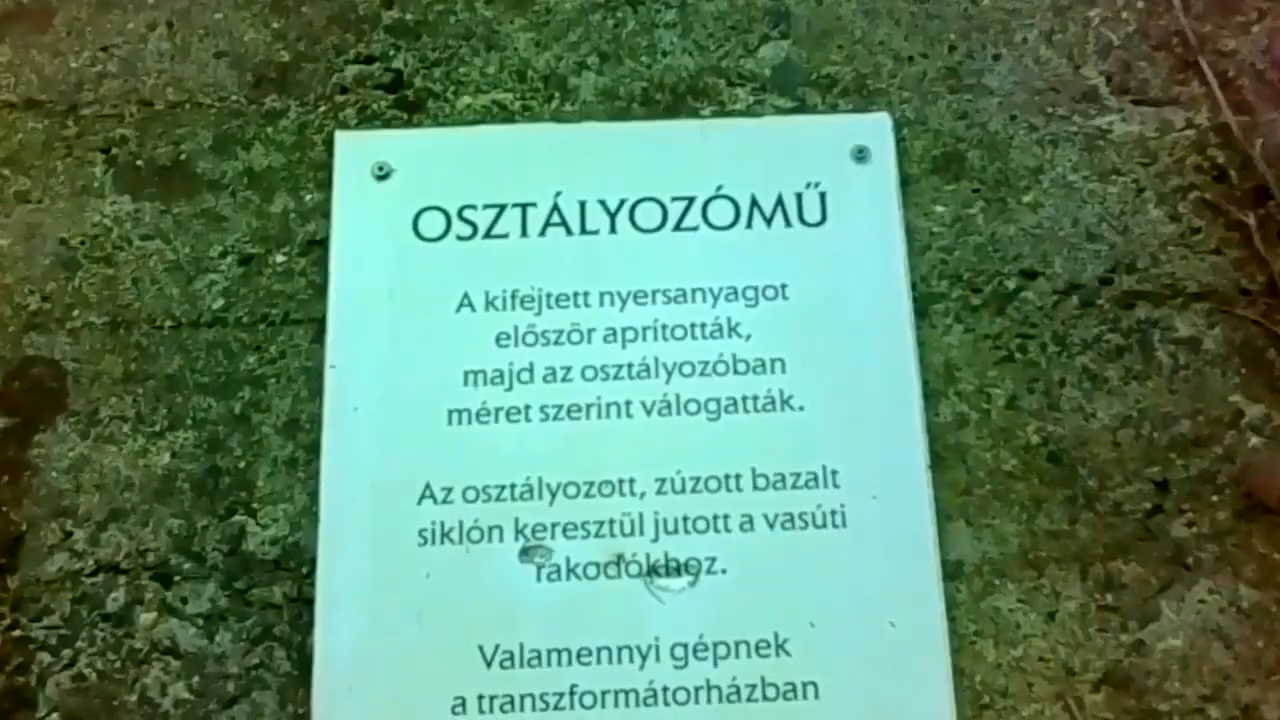 OSZTÁLYOZÓMŰ
A kifejtett nyersanyagot
először aprították,
majd az osztályozóban
méret szerint válogatták.
Az osztályozott, zúzott bazalt
siklón keresztül jutott a vasúti
rakodókhoz.
Valamennyi gépnek
a transzformátorházban